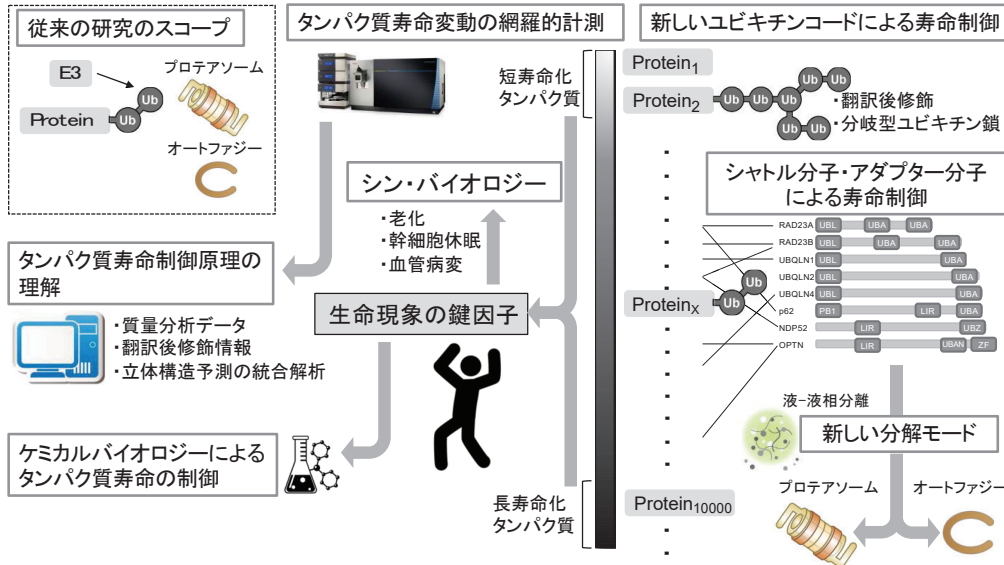 従来の研究のスコープ
E3
プロテアソーム
Ub
Protein
Ub
オートファジー
タンパク質寿命変動の網羅的計測
短寿命化
タンパク質
シン・バイオロジー
・老化
・幹細胞休眠
・血管病変
タンパク質寿命制御原理の
理解
・質量分析データ
・翻訳後修飾情報
・立体構造予測の統合解析
生命現象の鍵因子
ケミカルバイオロジーによる
タンパク質寿命の制御
長寿命化
タンパク質
新しいユビキチンコードによる寿命制御
Protein1
Protein2
Ub Ub Ub Ub Ub Ub Ub
・翻訳後修飾
・分岐型ユビキチン鎖
シャトル分子・アダプター分子
による寿命制御
RAD23A UBL UBA UBA
RAD23B UBL UBA UBA
UBQLN1 UBL UBA
UBQLN2 UBL UBA
UBQLN4 UBL UBA
p62 PB1 LIR UBA
NDP52 LIR UBZ
OPTN LIR UBAN ZF
ProteinX
Ub Ub
液-液相分離
新しい分解モード
プロテアソーム
オートファジー
Protein10000